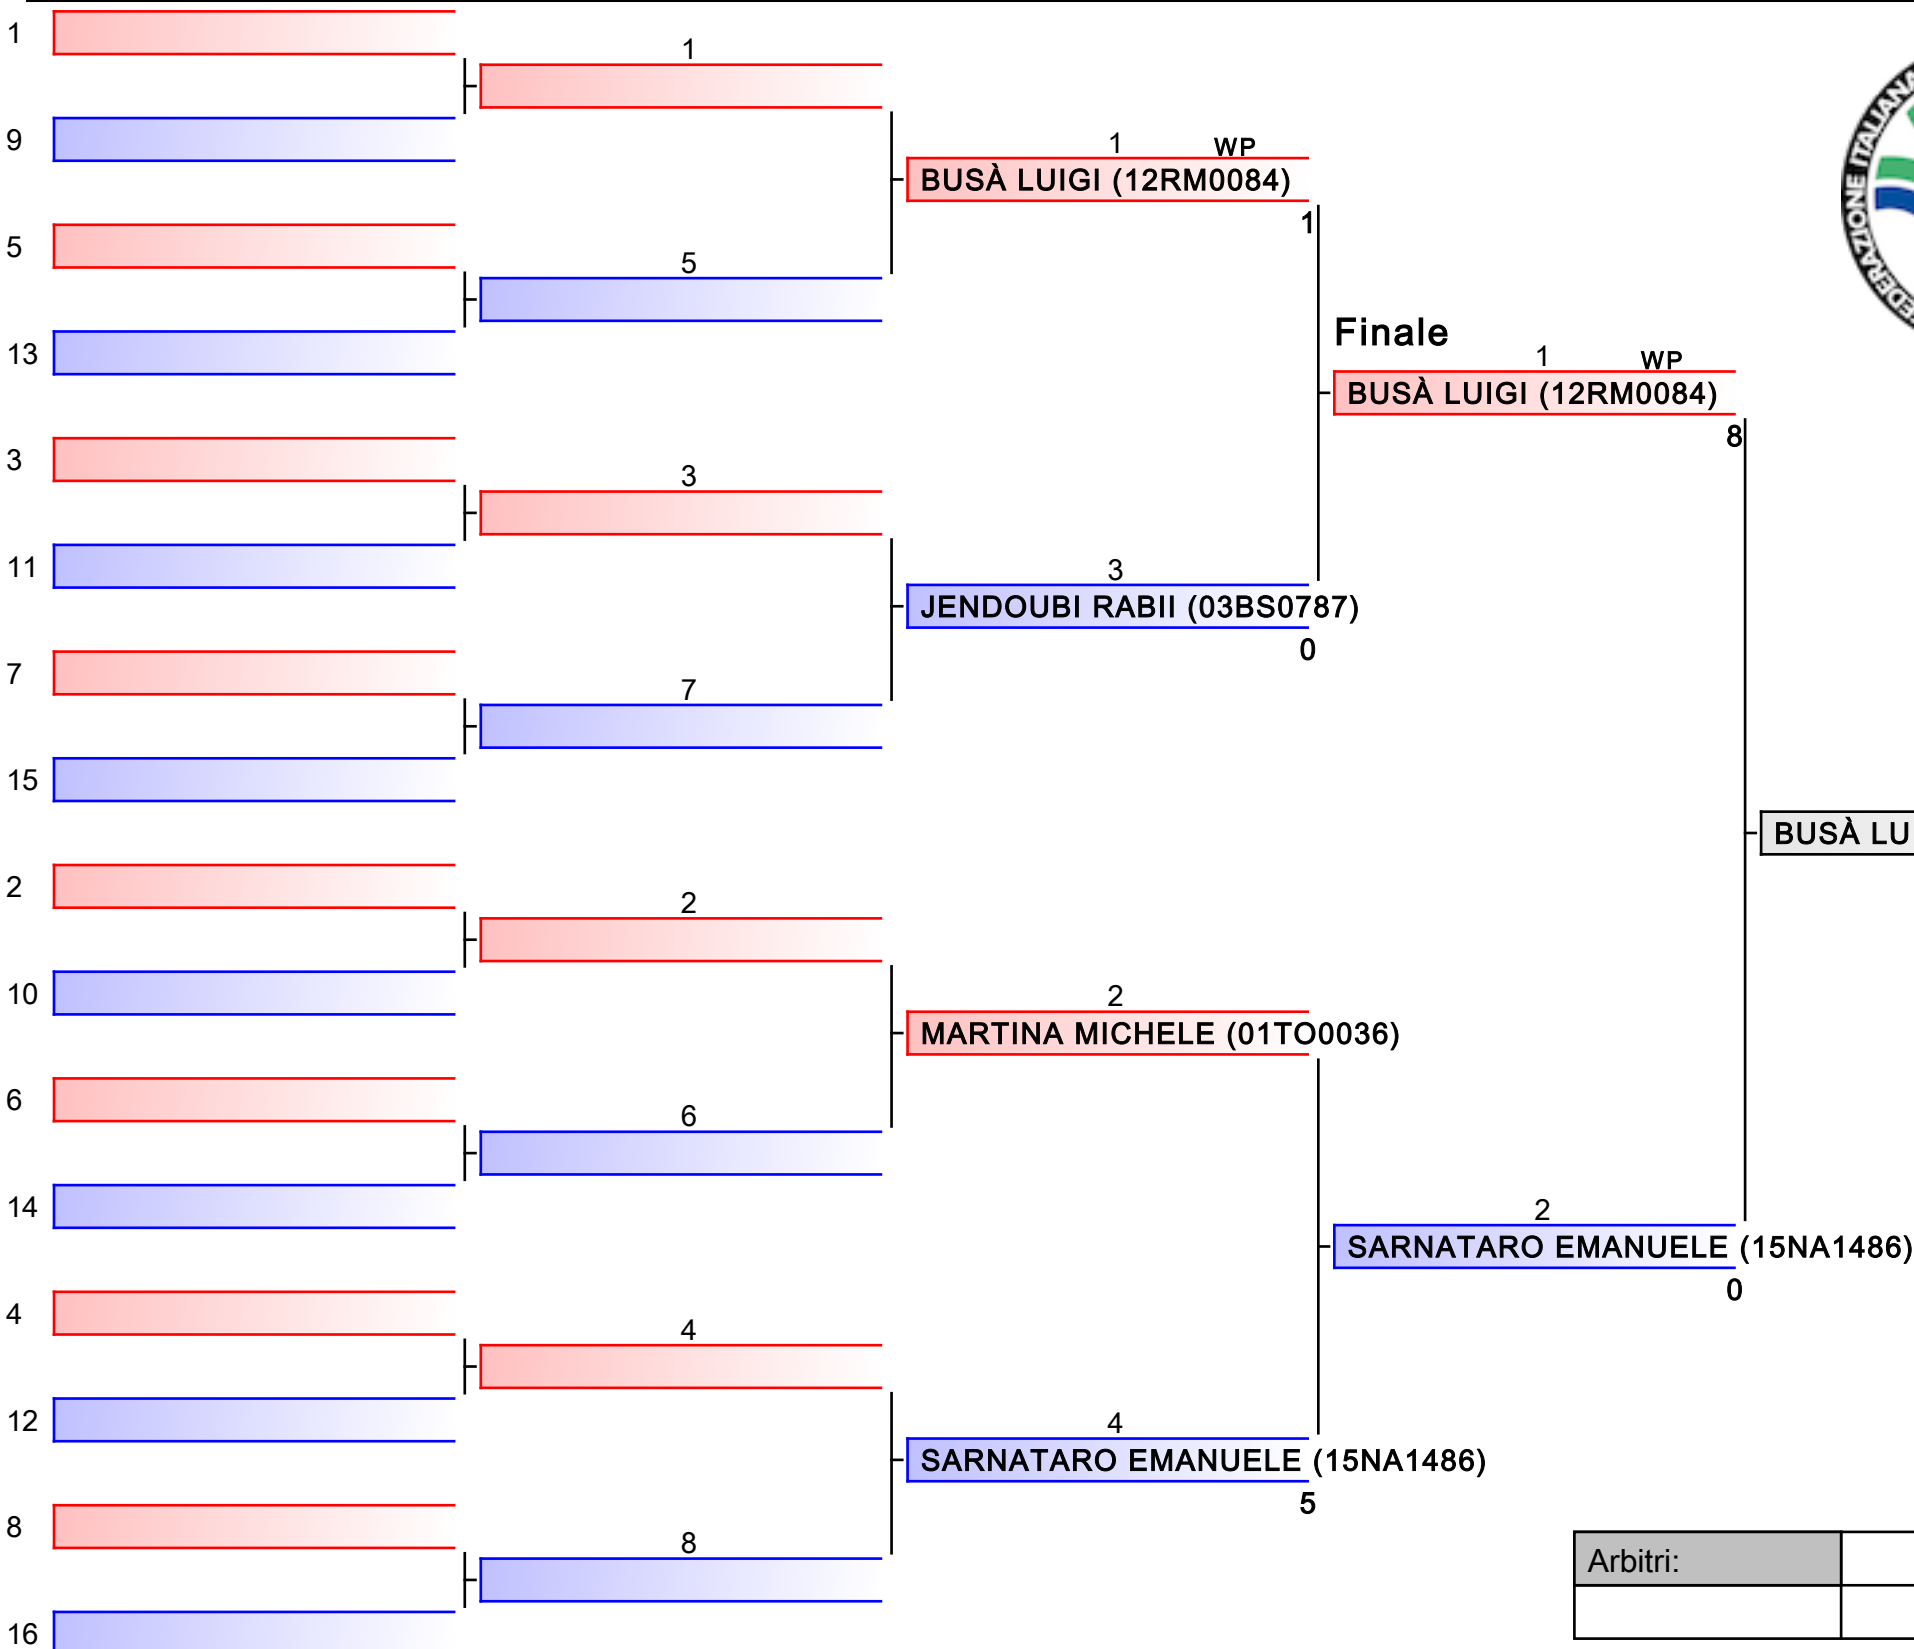 1
9
5
13
3
11
7
15
2
10
6
14
4
12
8
16
1
5
3
7
2
6
4
8
1 WP
BUSÀ LUIGI (12RM0084)
1
3
JENDOUBI RABII (03BS0787)
0
2
MARTINA MICHELE (01TO0036)
4
SARNATARO EMANUELE (15NA1486)
5
Finale
1 WP
BUSÀ LUIGI (12RM0084)
8
2
SARNATARO EMANUELE (15NA1486)
0
FEDERAZIONE ITALIANA
BUSÀ LU
Arbitri: